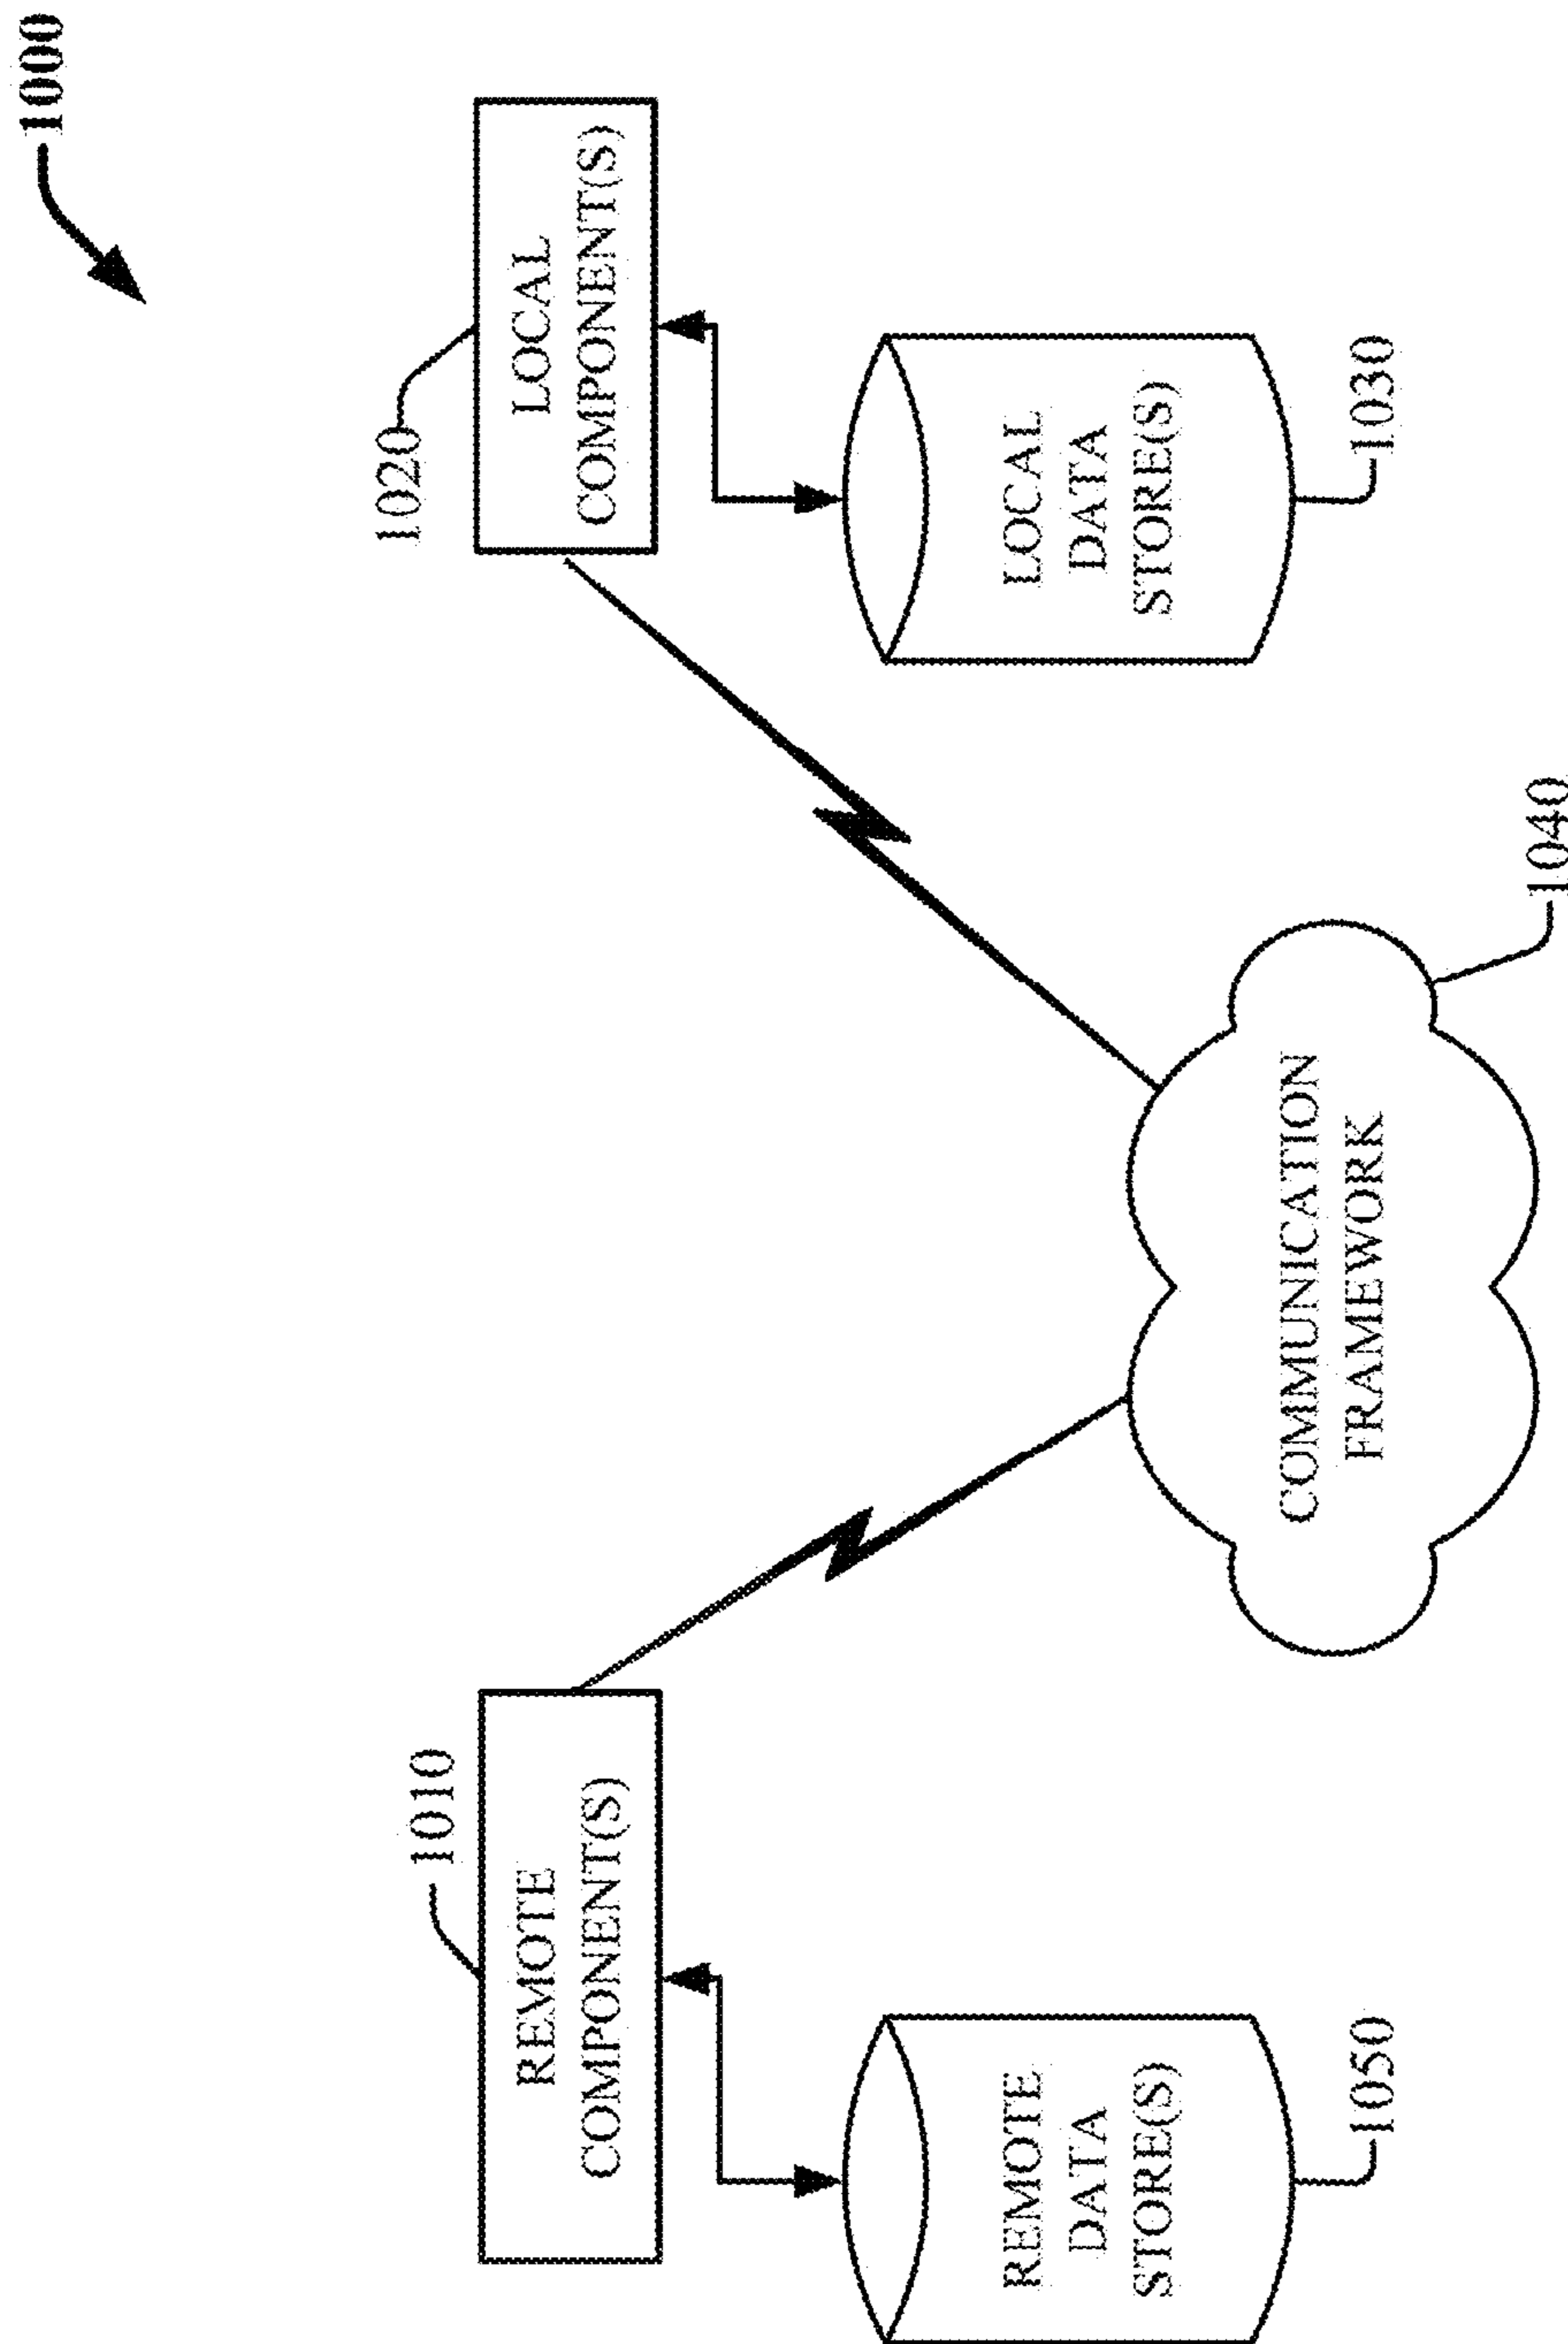 1000
1010
REMOTE
COMPONENT(S)
1020
LOCAL
COMPONENT(S)
REMOTE
DATA
STORE(S)
1050
LOCAL
DATA
STORE(S)
1030
COMMUNICATION
FRAMEWORK
1040